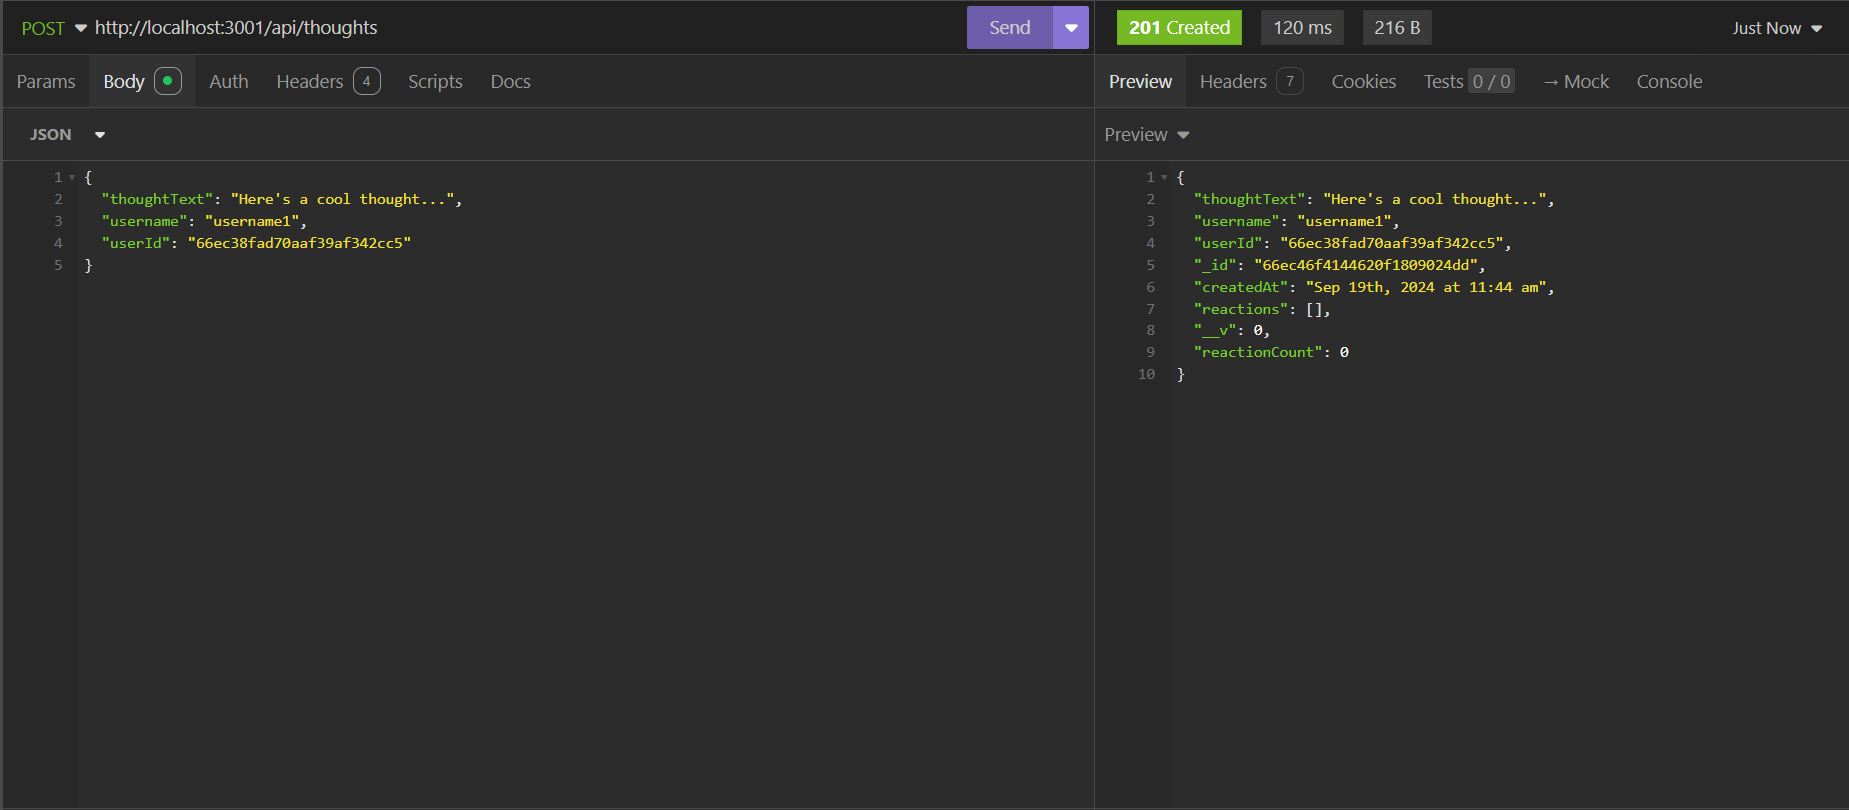 POST http://localhost:3001/api/thoughts Send
201 Created 120 ms 216 B Just Now
Params Body Auth Headers 4 Scripts Docs
Preview Headers 7 Cookies Tests 0 / 0 → Mock Console
JSON
Preview
1 {
2 "thoughtText": "Here's a cool thought...",
3 "username": "username1",
4 "userId": "66ec38fad70aaf39af342cc5"
5 }
1 {
2 "thoughtText": "Here's a cool thought...",
3 "username": "username1",
4 "userId": "66ec38fad70aaf39af342cc5",
5 "_id": "66ec46f4144620f1809024dd",
6 "createdAt": "Sep 19th, 2024 at 11:44 am",
7 "reactions": [],
8 "__v": 0,
9 "reactionCount": 0
10 }